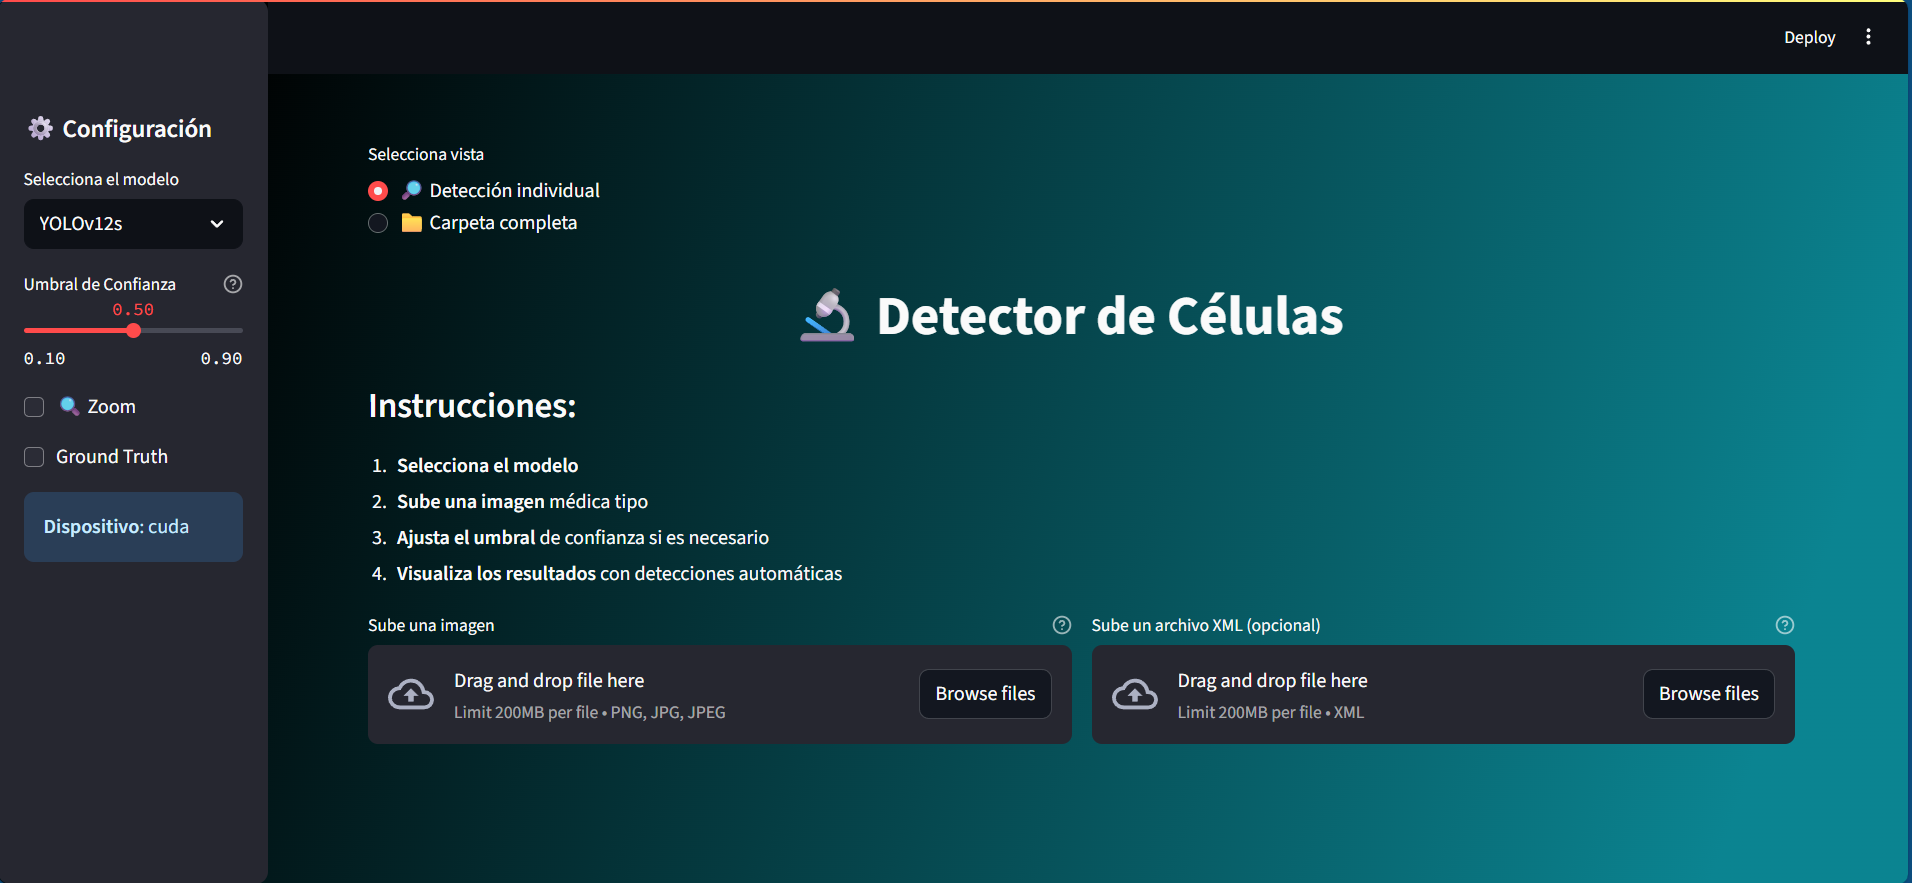 Deploy
Configuración
Selecciona el modelo
YOLOv12s
Umbral de Confianza
0.50
0.10 0.90
Zoom
Ground Truth
Dispositivo: cuda
Selecciona vista
Detección individual
Carpeta completa
Detector de Células
Instrucciones:
1. Selecciona el modelo
2. Sube una imagen médica tipo
3. Ajusta el umbral de confianza si es necesario
4. Visualiza los resultados con detecciones automáticas
Sube una imagen
Drag and drop file here
Limit 200MB per file • PNG, JPG, JPEG
Browse files
Sube un archivo XML (opcional)
Drag and drop file here
Limit 200MB per file • XML
Browse files